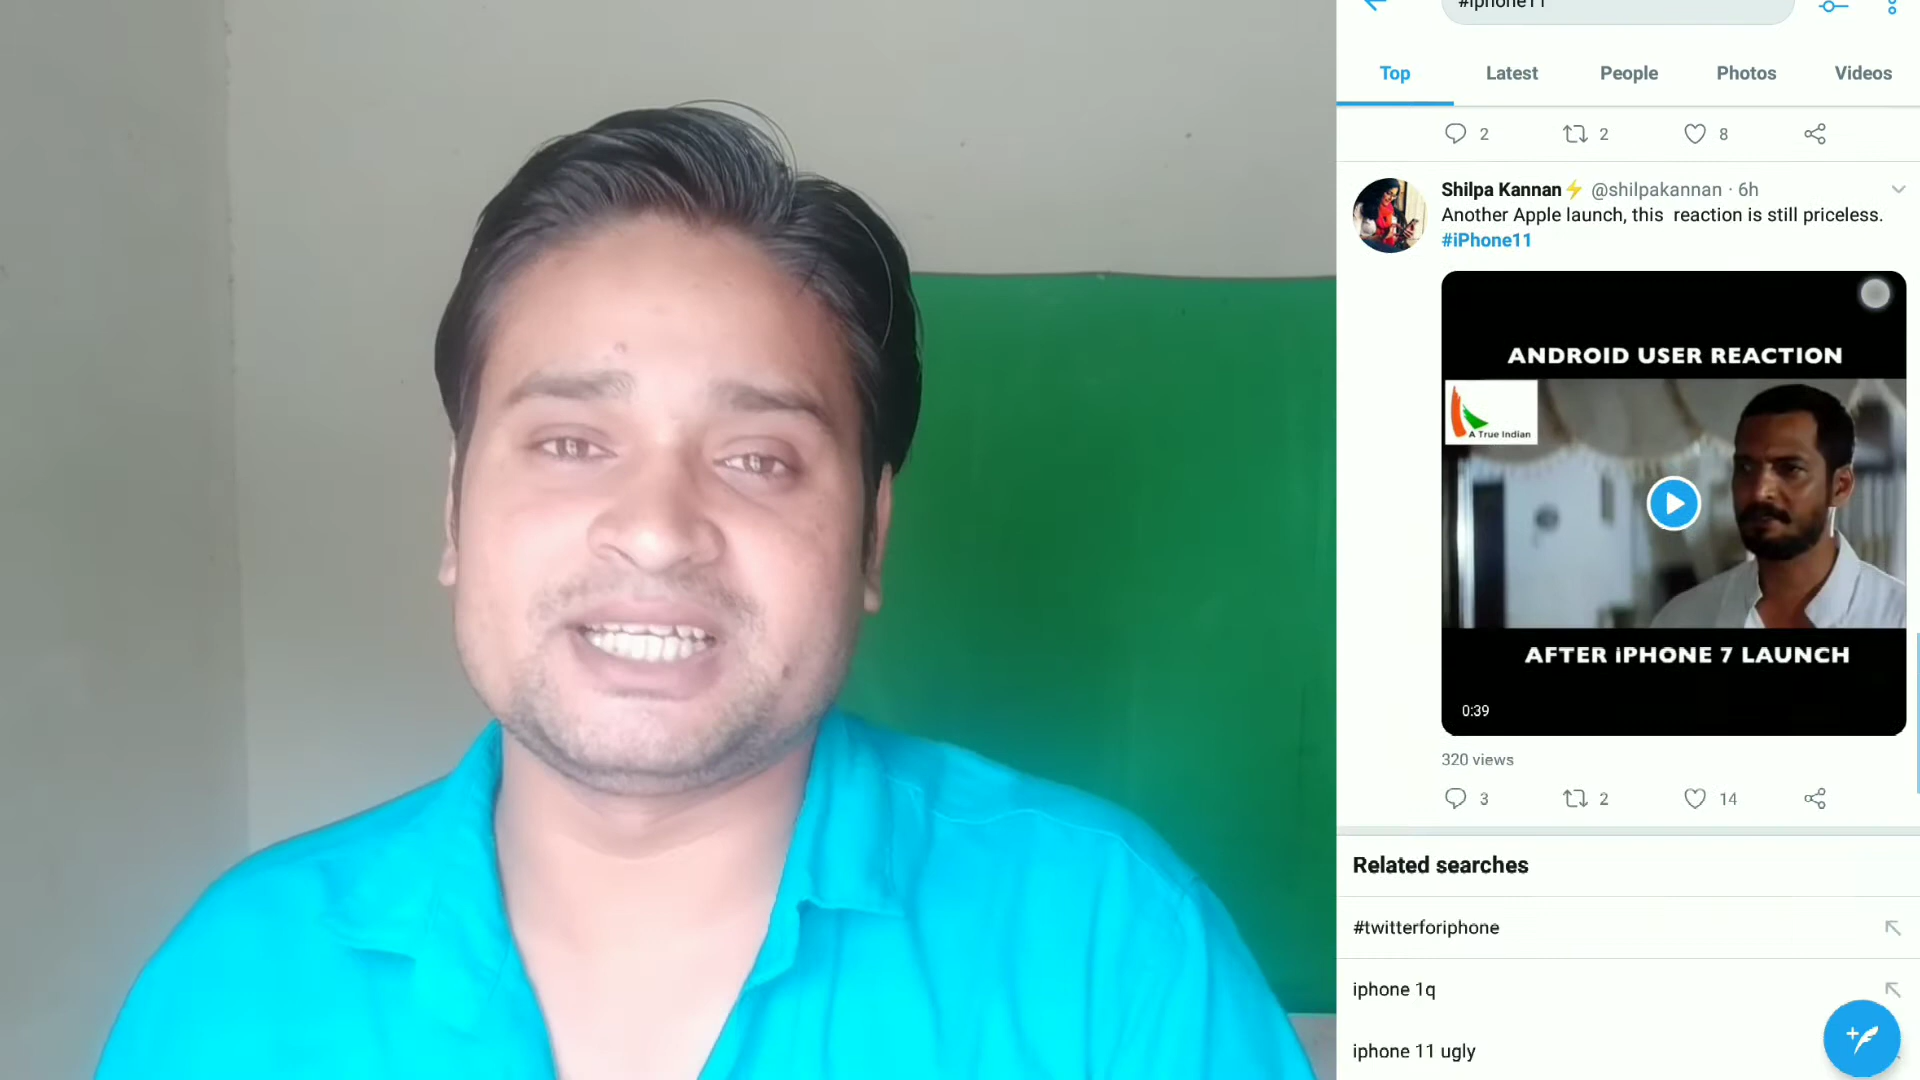 #iphone11
Top Latest People Photos Videos
2 2 8
Shilpa Kannan⚡ @shilpakannan · 6h
Another Apple launch, this reaction is still priceless.
#iPhone11
ANDROID USER REACTION
A True Indian
AFTER iPHONE 7 LAUNCH
0:39
320 views
3 2 14
Related searches
#twitterforiphone
iphone 1q
iphone 11 ugly